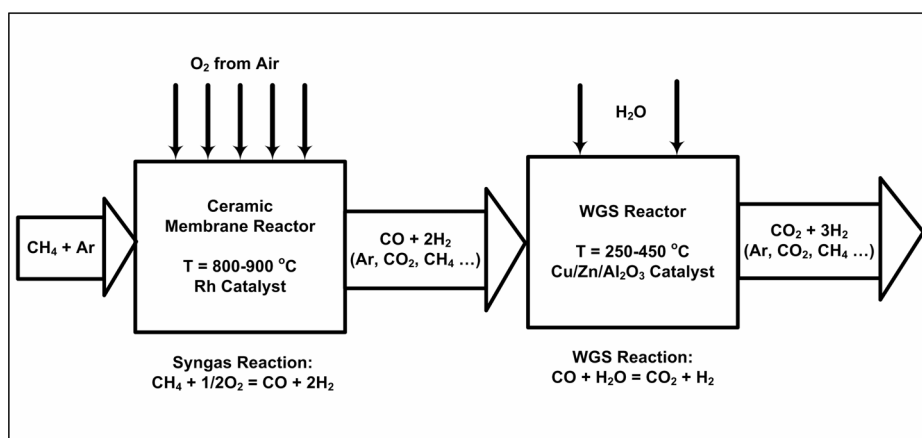 O₂ from Air
H₂O
CH₄ + Ar
Ceramic
Membrane Reactor
T = 800-900 °C
Rh Catalyst
CO + 2H₂
(Ar, CO₂, CH₄ ...)
WGS Reactor
T = 250-450 °C
Cu/Zn/Al₂O₃ Catalyst
CO₂ + 3H₂
(Ar, CO₂, CH₄ ...)
Syngas Reaction:
CH₄ + 1/2O₂ = CO + 2H₂
WGS Reaction:
CO + H₂O = CO₂ + H₂